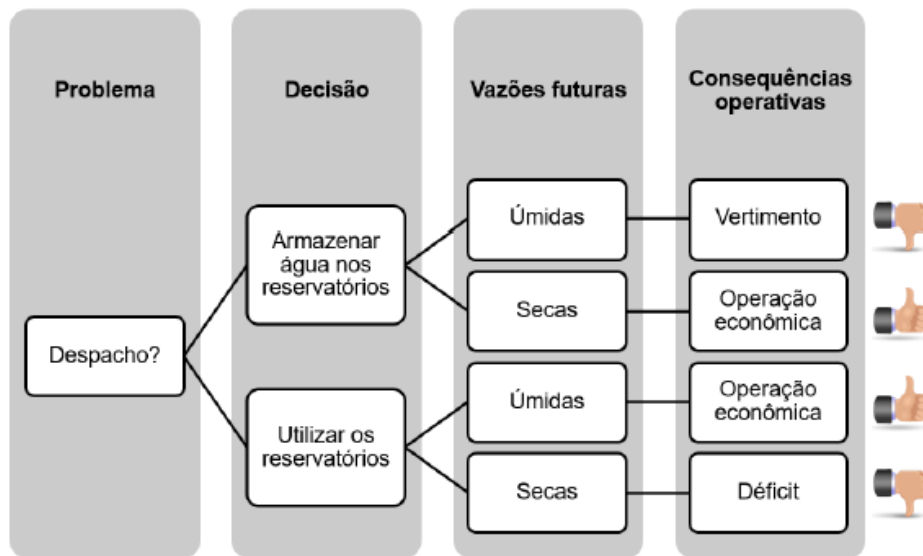 Problema
Decisão
Vazões futuras
Consequências
operativas
Despacho?
Armazenar
água nos
reservatórios
Utilizar os
reservatórios
Úmidas
Secas
Úmidas
Secas
Vertimento
Operação
econômica
Operação
econômica
Déficit